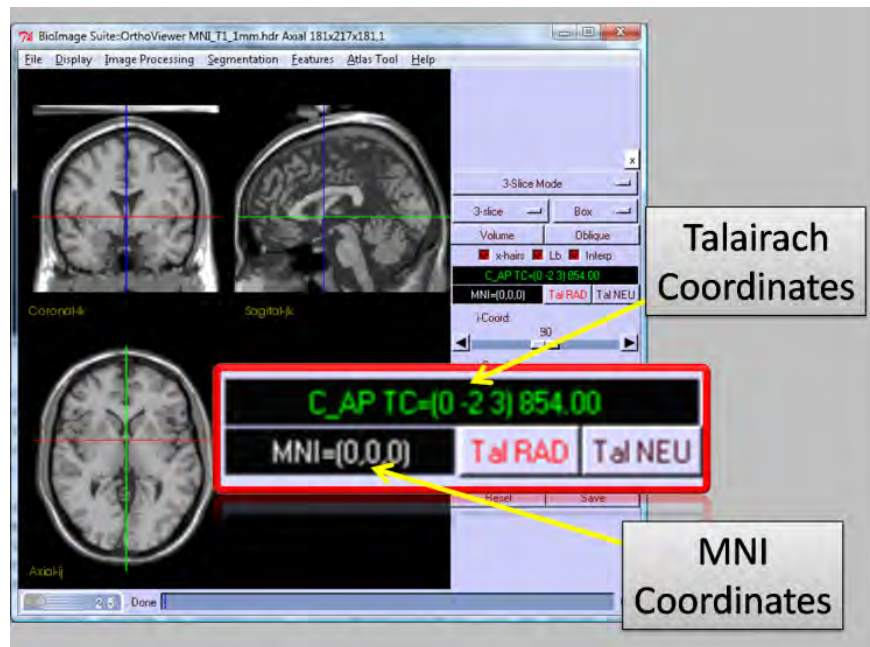 BioImage Suite::OrthoViewer MNI_T1_1mm.hdr Axial 181x217x181,1
File Display Image Processing Segmentation Features Atlas Tool Help
x
3-Slice Mode
3-slice Box
Volume Oblique
x-hairs Lb Interp
C_AP TC=(0 -2 3) 854.00
MNI=(0,0,0) Tal RAD Tal NEU
i-Coord:
90
Coronal-ik
Sagittal-jk
Talairach
Coordinates
C_AP TC=(0 -2 3) 854.00
MNI=(0,0,0) Tal RAD Tal NEU
Reset Save
MNI
Coordinates
Axial-ij
Done